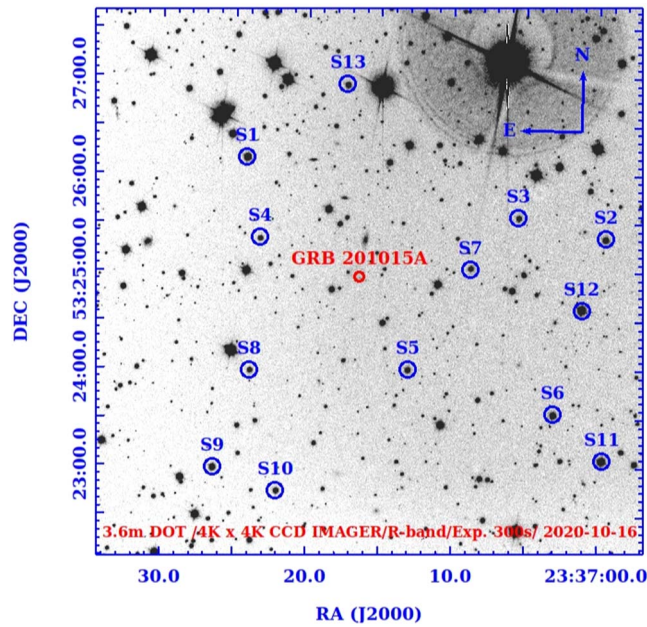 27:00.0
26:00.0
53:25:00.0
24:00.0
23:00.0
DEC (J2000)
S13
N
E
S1
S3
S4
S2
GRB 201015A
S7
S12
S8
S5
S6
S9
S11
S10
3.6m DOT /4K x 4K CCD IMAGER/R-band/Exp. 300s/ 2020-10-16
30.0
20.0
10.0
23:37:00.0
RA (J2000)